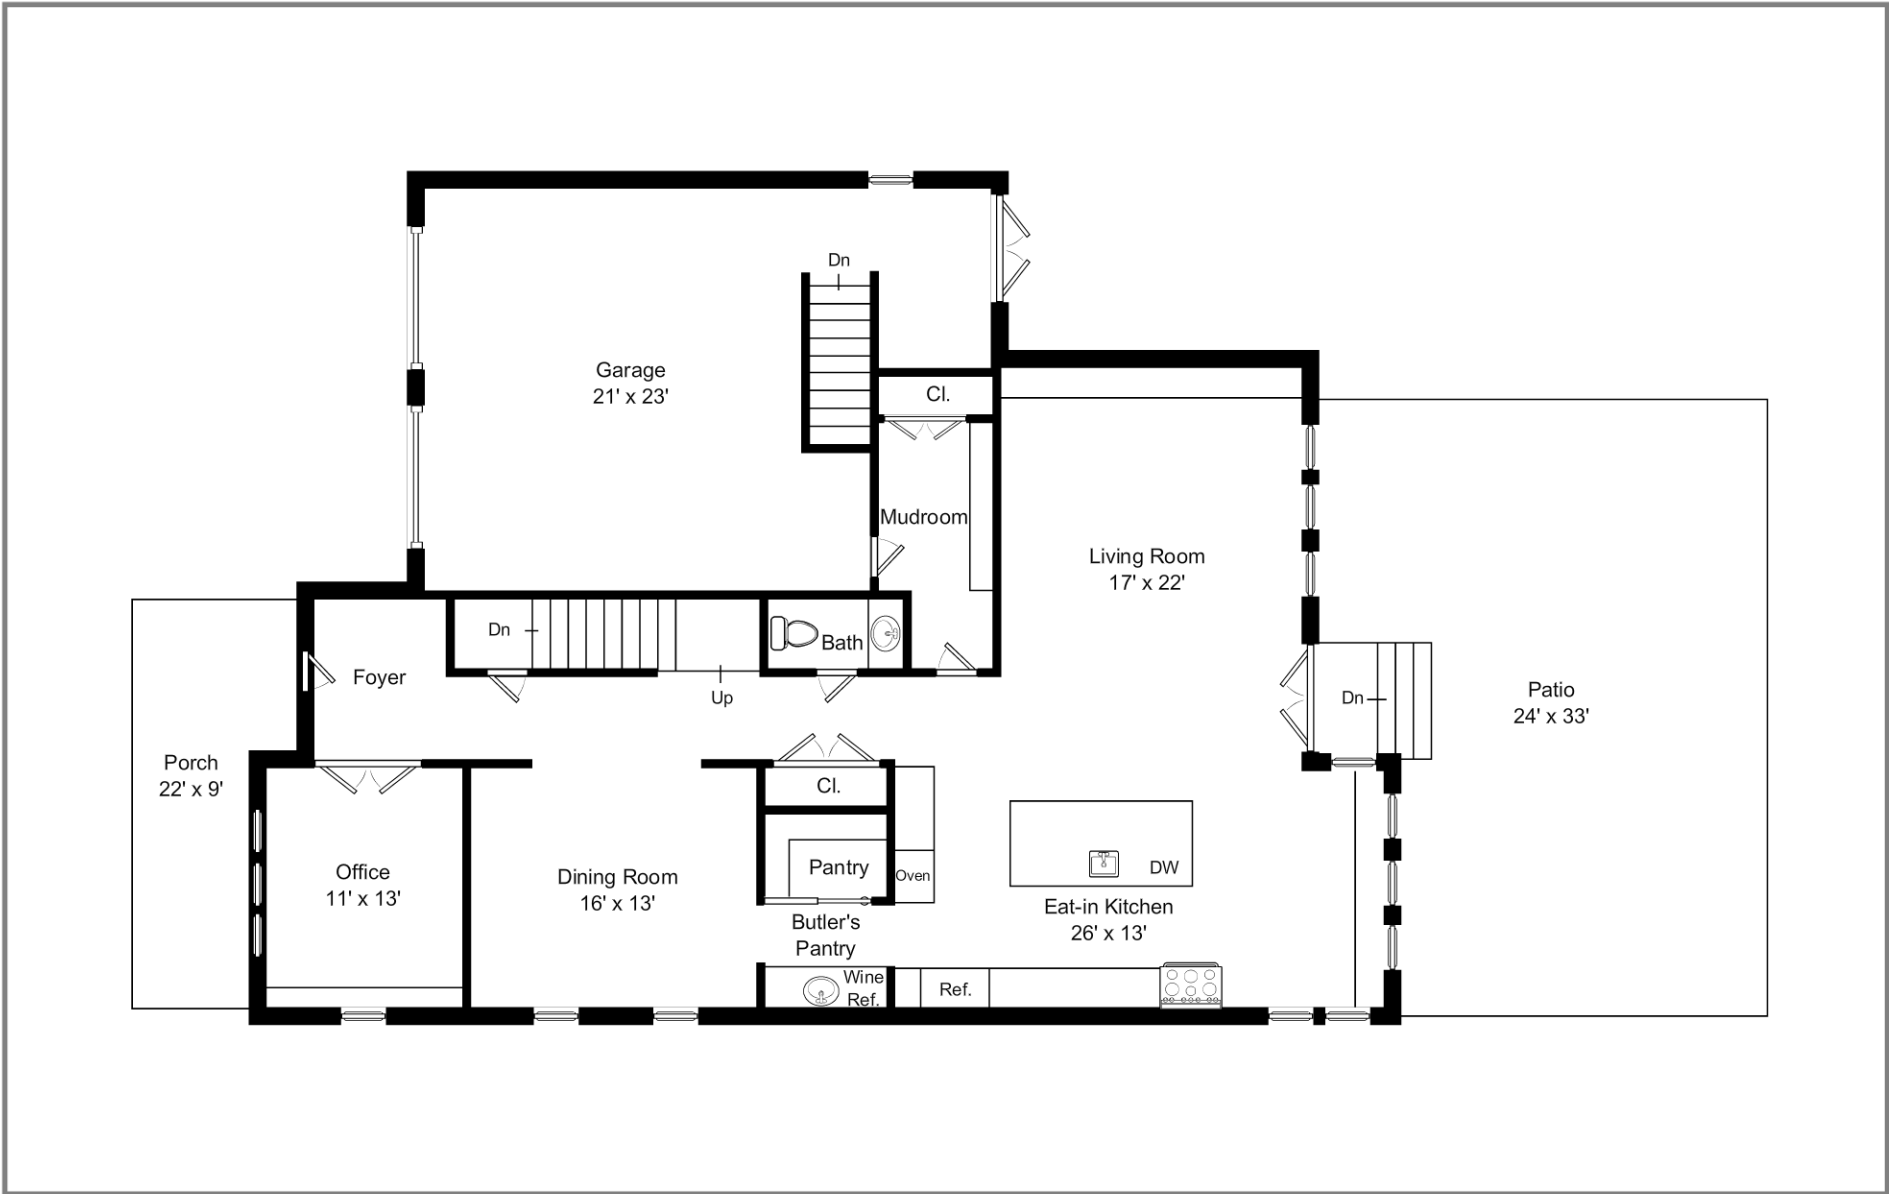 Dn
Garage
21' x 23'
Cl.
Mudroom
Living Room
17' x 22'
Dn
Bath
Foyer
Up
Dn
Patio
24' x 33'
Porch
22' x 9'
Cl.
Office
11' x 13'
Dining Room
16' x 13'
Pantry
Oven
DW
Eat-in Kitchen
26' x 13'
Butler's
Pantry
Wine
Ref.
Ref.